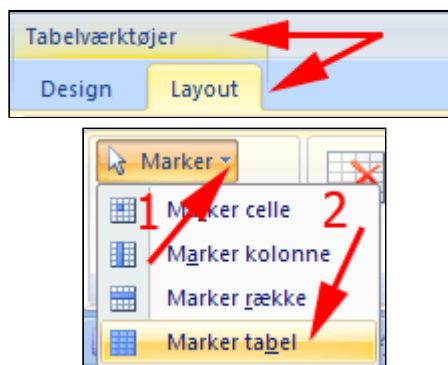 Tabelværktøjer
Design Layout
Marker
1 Marker celle 2
Marker kolonne
Marker række
Marker tabel